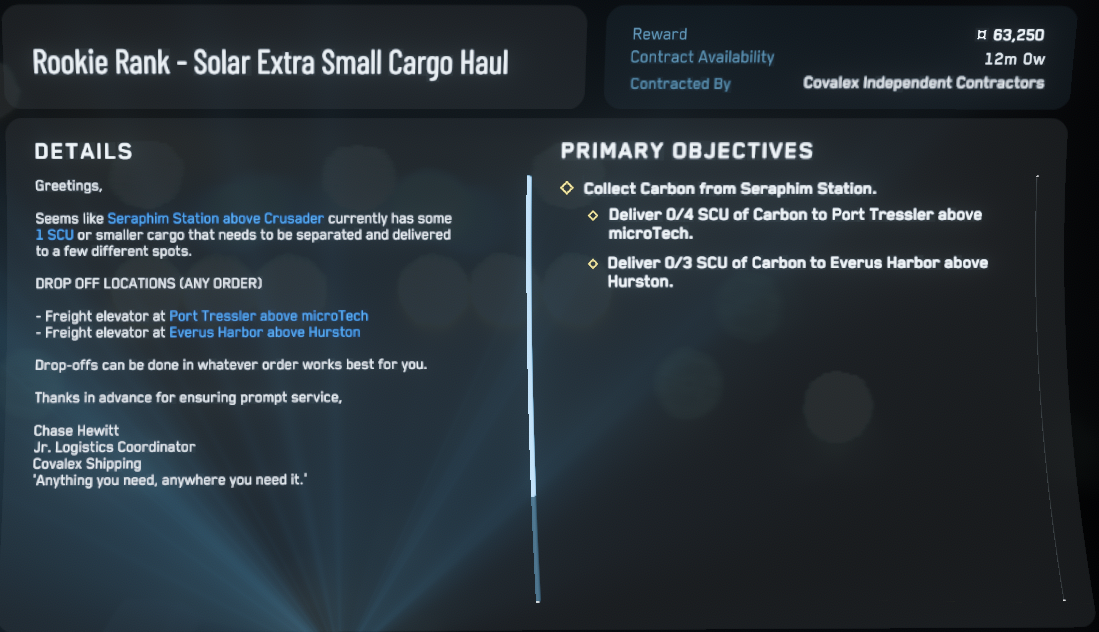 Rookie Rank - Solar Extra Small Cargo Haul
Reward ¤ 63,250
Contract Availability 12m 0w
Contracted By Covalex Independent Contractors
DETAILS
Greetings,
Seems like Seraphim Station above Crusader currently has some
1 SCU or smaller cargo that needs to be separated and delivered
to a few different spots.
DROP OFF LOCATIONS (ANY ORDER)
- Freight elevator at Port Tressler above microTech
- Freight elevator at Everus Harbor above Hurston
Drop-offs can be done in whatever order works best for you.
Thanks in advance for ensuring prompt service,
Chase Hewitt
Jr. Logistics Coordinator
Covalex Shipping
'Anything you need, anywhere you need it.'
PRIMARY OBJECTIVES
Collect Carbon from Seraphim Station.
Deliver 0/4 SCU of Carbon to Port Tressler above
microTech.
Deliver 0/3 SCU of Carbon to Everus Harbor above
Hurston.